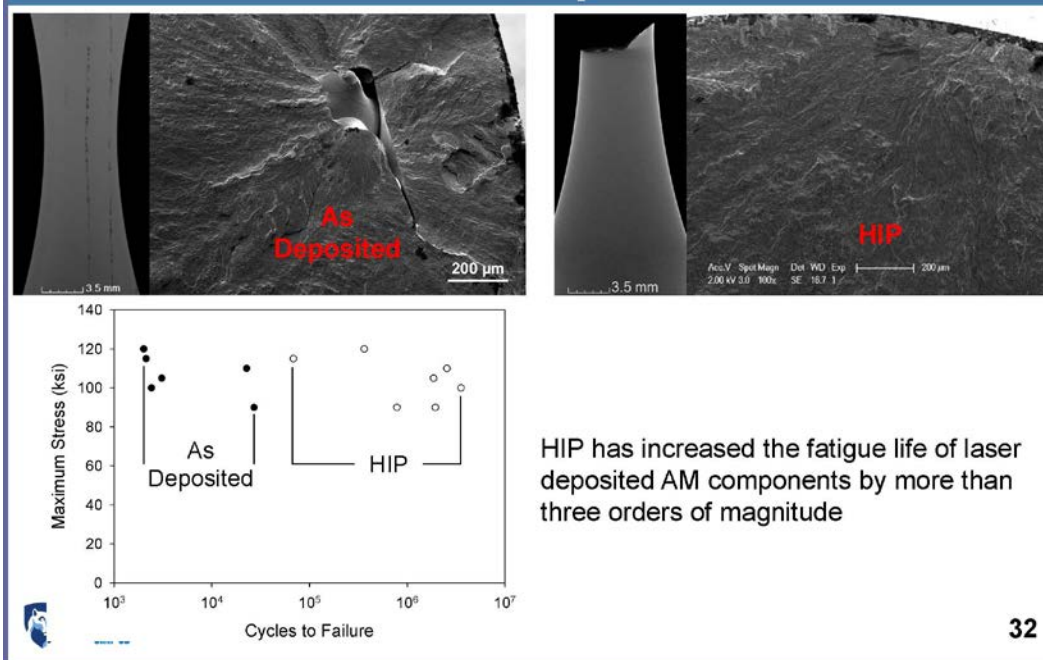 As
Deposited
200 µm
3.5 mm
HIP
Acc.V Spot Magn Det WD Exp
2.00 kV 3.0 100x SE 16.7 1
200 µm
3.5 mm
140
120
100
80
60
40
20
0
Maximum Stress (ksi)
As
Deposited
HIP
10³ 10⁴ 10⁵ 10⁶ 10⁷
Cycles to Failure
HIP has increased the fatigue life of laser
deposited AM components by more than
three orders of magnitude
32